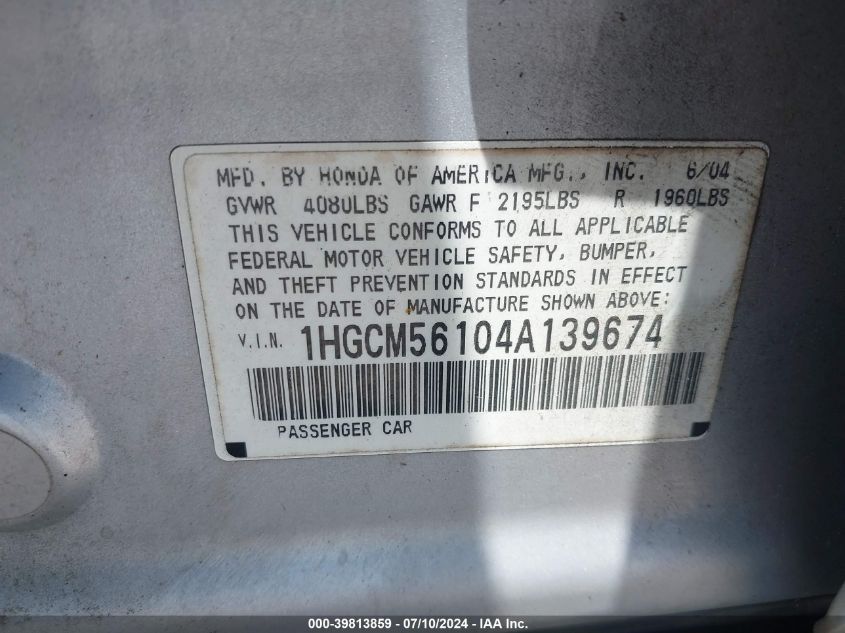 MFD. BY HONDA OF AMERICA MFG., INC. 6/04
GVWR 4080LBS GAWR F 2195LBS R 1960LBS
THIS VEHICLE CONFORMS TO ALL APPLICABLE
FEDERAL MOTOR VEHICLE SAFETY, BUMPER,
AND THEFT PREVENTION STANDARDS IN EFFECT
ON THE DATE OF MANUFACTURE SHOWN ABOVE:
V.I.N. 1HGCM56104A139674
PASSENGER CAR
000-39813859 - 07/10/2024 - IAA Inc.